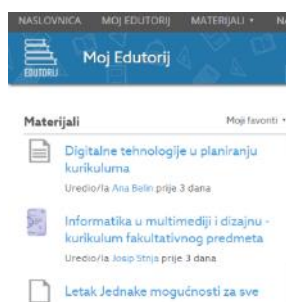 NASLOVNICA MOJ EDUTORIJ MATERIJALI
EDUTORIJ Moj Edutorij
Materijali Moji favoriti
Digitalne tehnologije u planiranju
kurikuluma
Uredio/la Ana Belin prije 3 dana
Informatika u multimediji i dizajnu -
kurikulum fakultativnog predmeta
Uredio/la Josip Strija prije 3 dana
Letak Jednake mogućnosti za sve